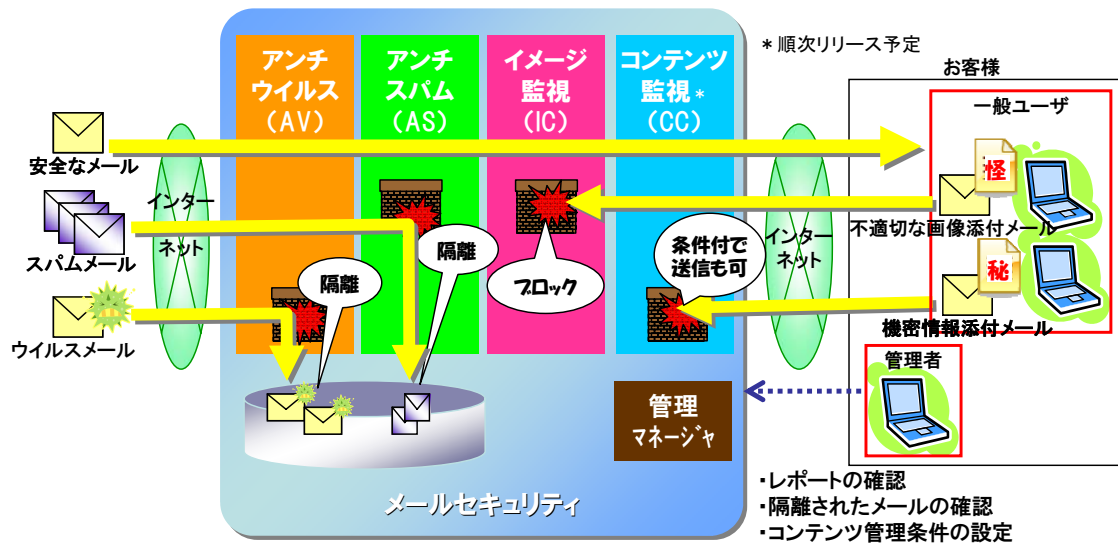 ＊順次リリース予定
アンチ
ウイルス
（AV）
アンチ
スパム
（AS）
イメージ
監視
（IC）
コンテンツ
監視＊
（CC）
お客様
一般ユーザ
安全なメール
怪
インター
ネット
スパムメール
不適切な画像添付メール
インター
ネット
隔離
条件付で
送信も可
秘
隔離
ブロック
ウイルスメール
機密情報添付メール
管理者
管理
マネージャ
メールセキュリティ
・レポートの確認
・隔離されたメールの確認
・コンテンツ管理条件の設定